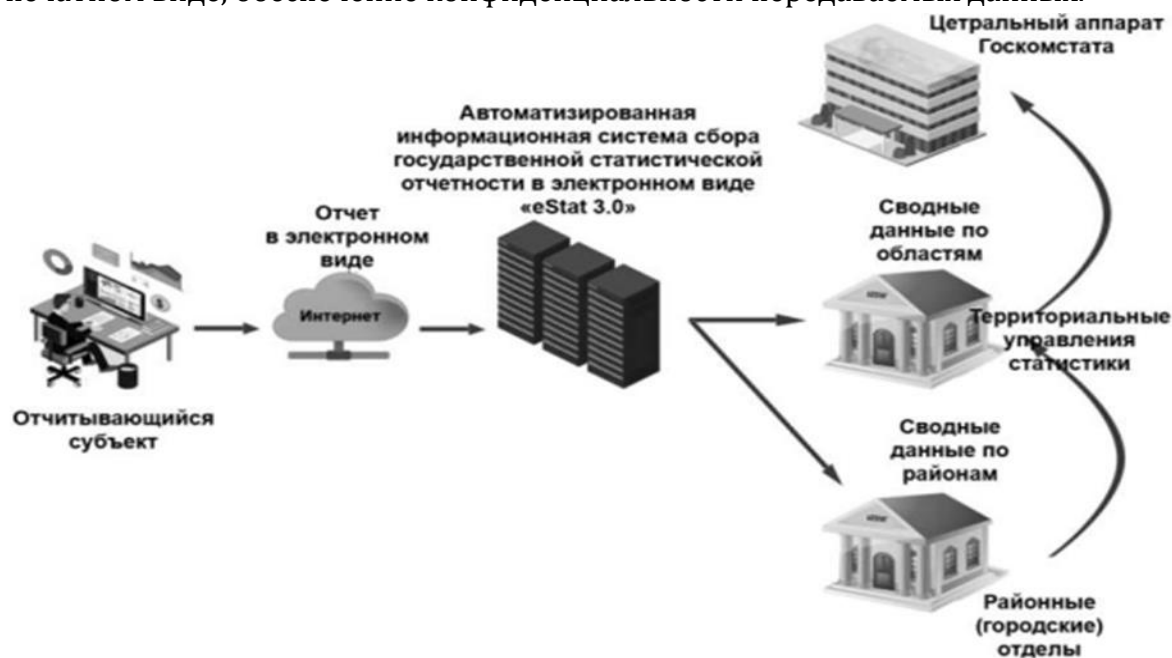 Цетральный аппарат
Госкомстата
Автоматизированная
информационная система сбора
государственной статистической
отчетности в электронном виде
«eStat 3.0»
Отчет
в электронном
виде
Интернет
Отчитывающийся
субъект
Сводные
данные по
областям
Территориальные
управления
статистики
Сводные
данные по
районам
Районные
(городские)
отделы